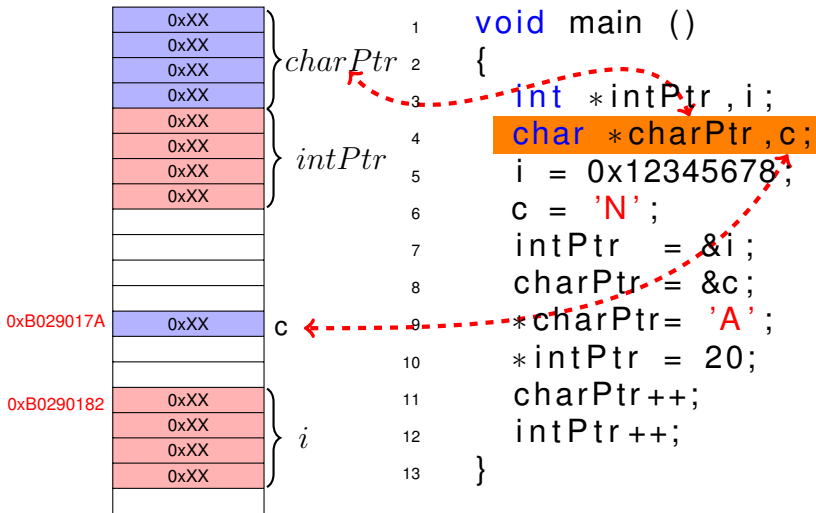 0xXX
0xXX
0xXX
0xXX
charPtr
0xXX
0xXX
0xXX
0xXX
intPtr
0xB029017A
0xXX
c
0xB0290182
0xXX
0xXX
0xXX
0xXX
i
1 void main ()
2 {
3 int *intPtr , i ;
4 char *charPtr , c ;
5 i = 0x12345678 ;
6 c = 'N' ;
7 intPtr = &i ;
8 charPtr = &c ;
9 *charPtr= 'A' ;
10 *intPtr = 20;
11 charPtr++;
12 intPtr++;
13 }